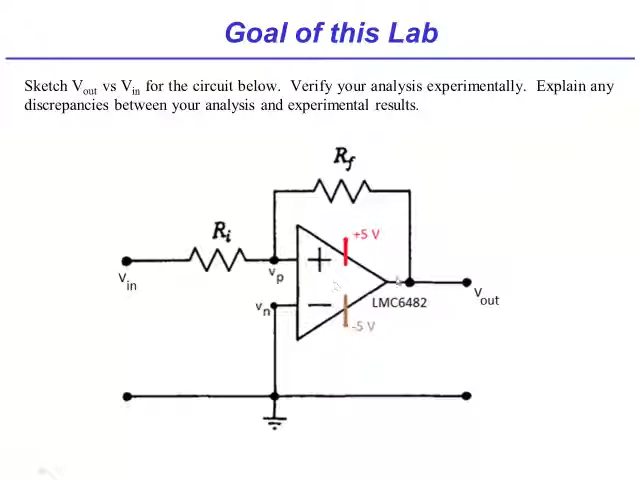 Goal of this Lab
Sketch Vout vs Vin for the circuit below. Verify your analysis experimentally. Explain any
discrepancies between your analysis and experimental results.
Rf
+5 V
Ri
+
vp
Vin
vn
−
LMC6482
Vout
-5 V